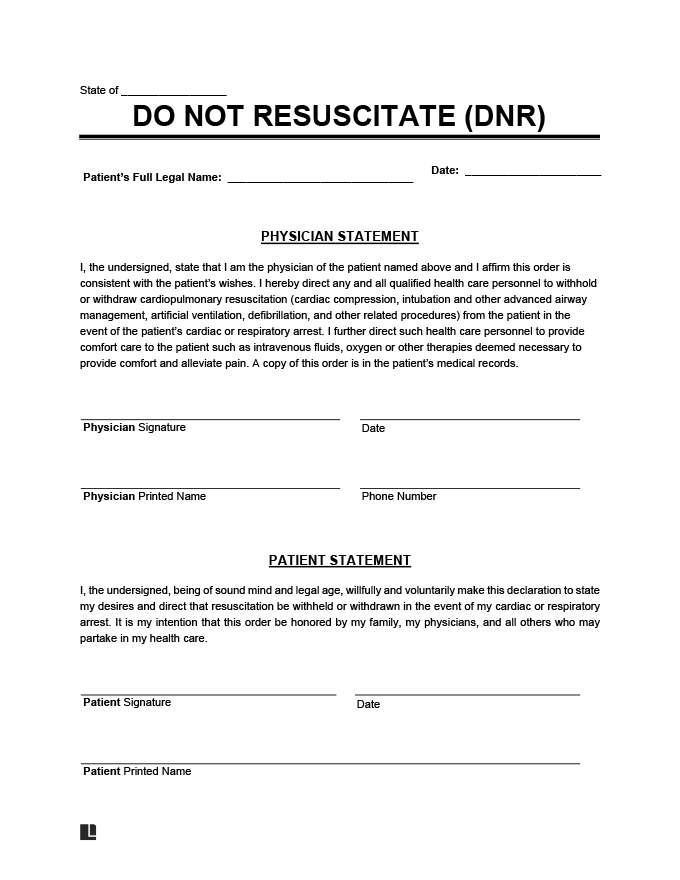 State of _________________
DO NOT RESUSCITATE (DNR)
Patient's Full Legal Name: ______________________________ Date: ______________________
PHYSICIAN STATEMENT
I, the undersigned, state that I am the physician of the patient named above and I affirm this order is
consistent with the patient's wishes. I hereby direct any and all qualified health care personnel to withhold
or withdraw cardiopulmonary resuscitation (cardiac compression, intubation and other advanced airway
management, artificial ventilation, defibrillation, and other related procedures) from the patient in the
event of the patient's cardiac or respiratory arrest. I further direct such health care personnel to provide
comfort care to the patient such as intravenous fluids, oxygen or other therapies deemed necessary to
provide comfort and alleviate pain. A copy of this order is in the patient's medical records.
Physician Signature Date
Physician Printed Name Phone Number
PATIENT STATEMENT
I, the undersigned, being of sound mind and legal age, willfully and voluntarily make this declaration to state
my desires and direct that resuscitation be withheld or withdrawn in the event of my cardiac or respiratory
arrest. It is my intention that this order be honored by my family, my physicians, and all others who may
partake in my health care.
Patient Signature Date
Patient Printed Name